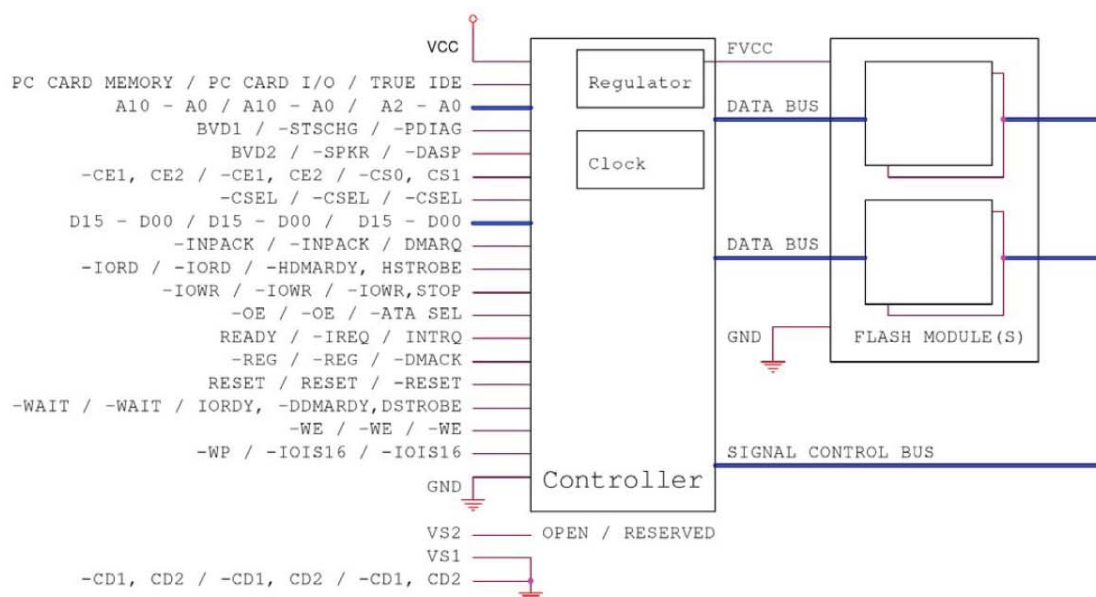 VCC
PC CARD MEMORY / PC CARD I/O / TRUE IDE
A10 - A0 / A10 - A0 / A2 - A0
BVD1 / -STSCHG / -PDIAG
BVD2 / -SPKR / -DASP
-CE1, CE2 / -CE1, CE2 / -CS0, CS1
-CSEL / -CSEL / -CSEL
D15 - D00 / D15 - D00 / D15 - D00
-INPACK / -INPACK / DMARQ
-IORD / -IORD / -HDMARDY, HSTROBE
-IOWR / -IOWR / -IOWR,STOP
-OE / -OE / -ATA SEL
READY / -IREQ / INTRQ
-REG / -REG / -DMACK
RESET / RESET / -RESET
-WAIT / -WAIT / IORDY, -DDMARDY,DSTROBE
-WE / -WE / -WE
-WP / -IOIS16 / -IOIS16
GND
VS2
OPEN / RESERVED
VS1
-CD1, CD2 / -CD1, CD2 / -CD1, CD2
Regulator
Clock
Controller
FVCC
DATA BUS
DATA BUS
GND
FLASH MODULE(S)
SIGNAL CONTROL BUS